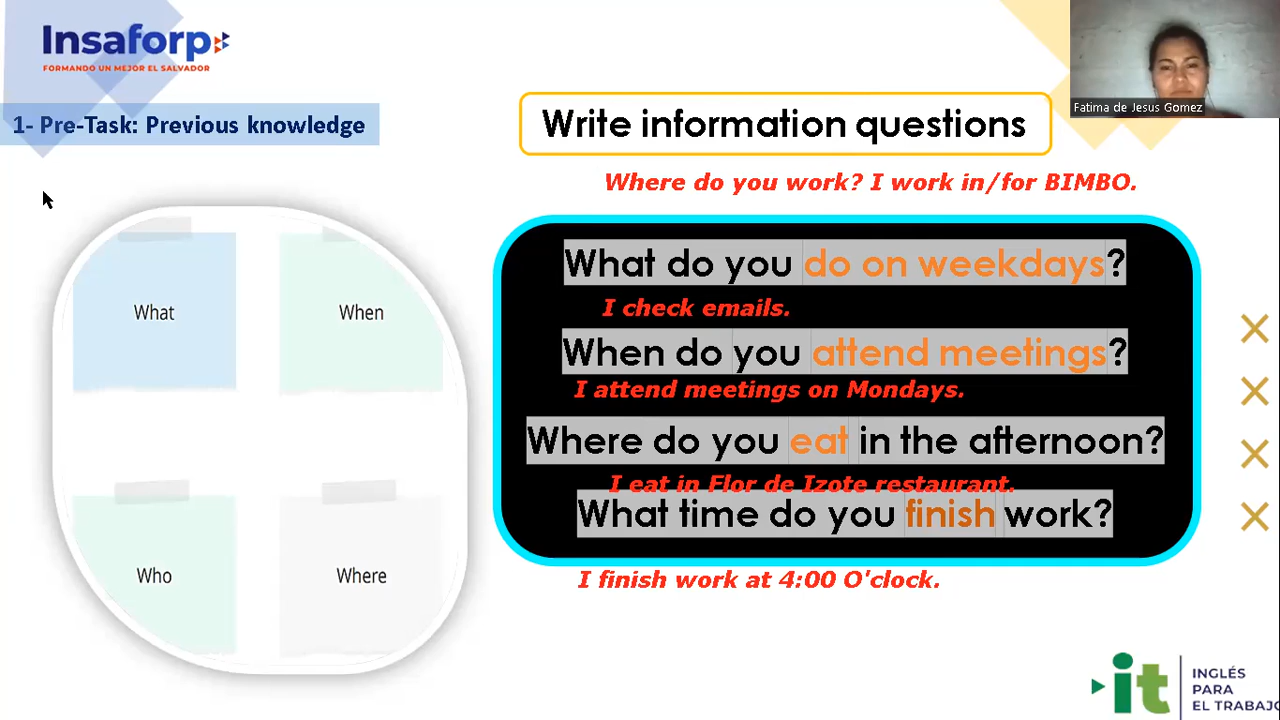 Insaforp
FORMANDO UN MEJOR EL SALVADOR
Fatima de Jesus Gomez
1- Pre-Task: Previous knowledge
Write information questions
Where do you work? I work in/for BIMBO.
What do you do on weekdays?
I check emails.
When do you attend meetings?
I attend meetings on Mondays.
Where do you eat in the afternoon?
I eat in Flor de Izote restaurant.
What time do you finish work?
I finish work at 4:00 O'clock.
What
When
Who
Where
it
INGLÉS
PARA
EL TRABAJO